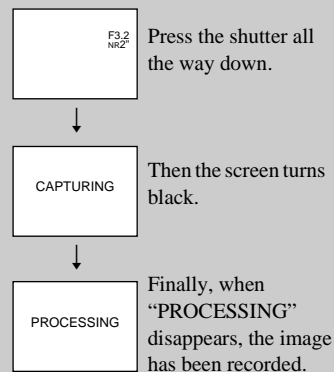 F3.2
NR2"
Press the shutter all
the way down.
CAPTURING
Then the screen turns
black.
PROCESSING
Finally, when
“PROCESSING”
disappears, the image
has been recorded.